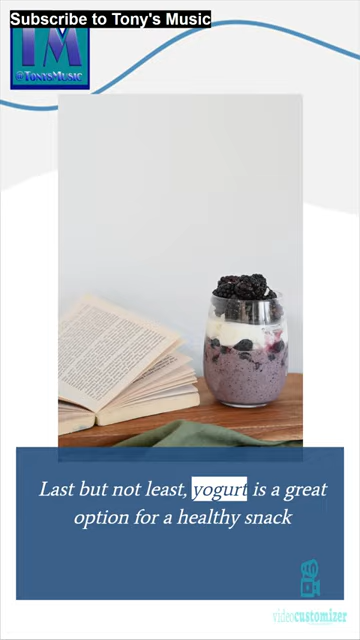 Subscribe to Tony's Music
TM
@TonysMusic
Last but not least, yogurt is a great
option for a healthy snack
videocustomizer